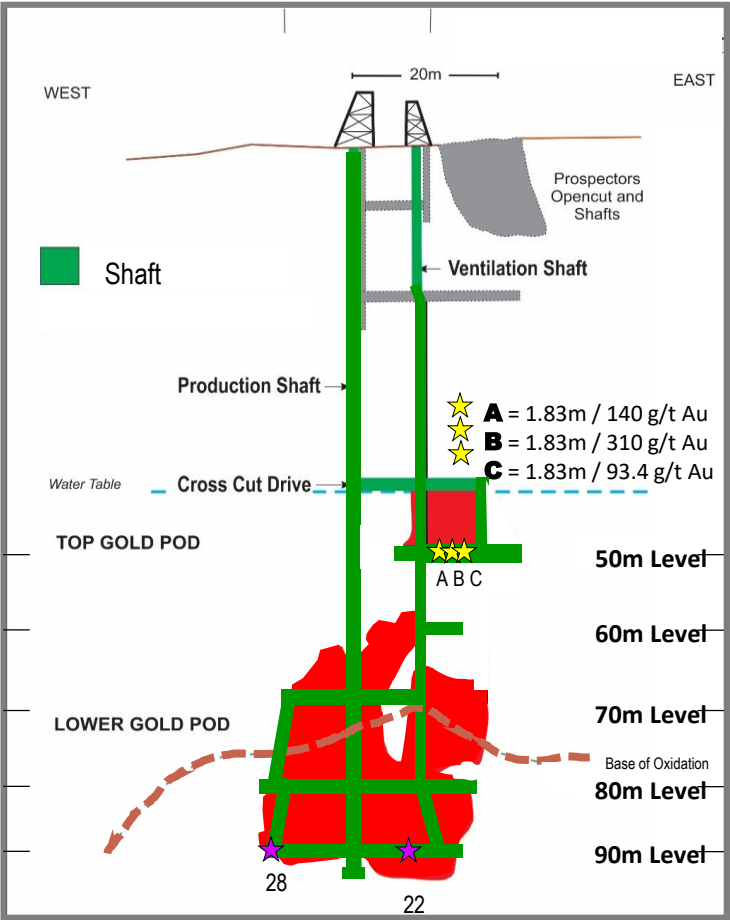 20m
WEST
EAST
Prospectors
Opencut and
Shafts
Shaft
Ventilation Shaft
Production Shaft
A = 1.83m / 140 g/t Au
B = 1.83m / 310 g/t Au
C = 1.83m / 93.4 g/t Au
Water Table
Cross Cut Drive
TOP GOLD POD
50m Level
A B C
60m Level
70m Level
LOWER GOLD POD
Base of Oxidation
80m Level
90m Level
28
22